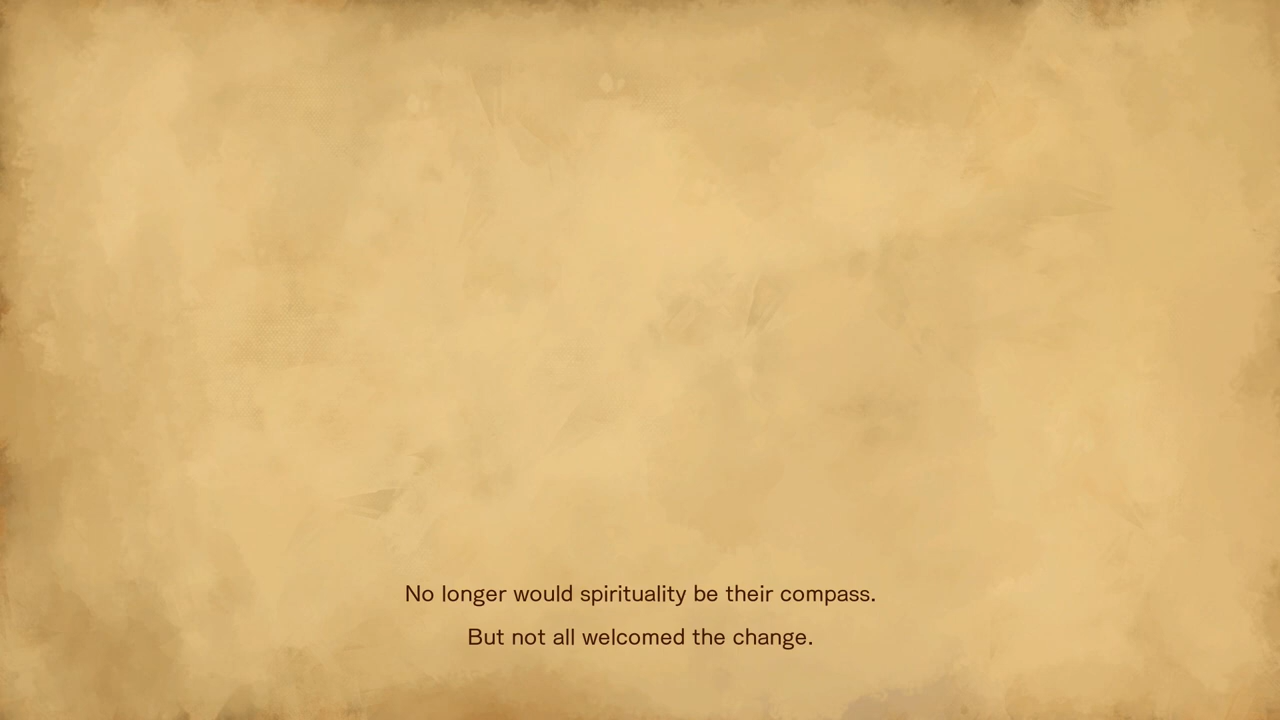 No longer would spirituality be their compass.
But not all welcomed the change.